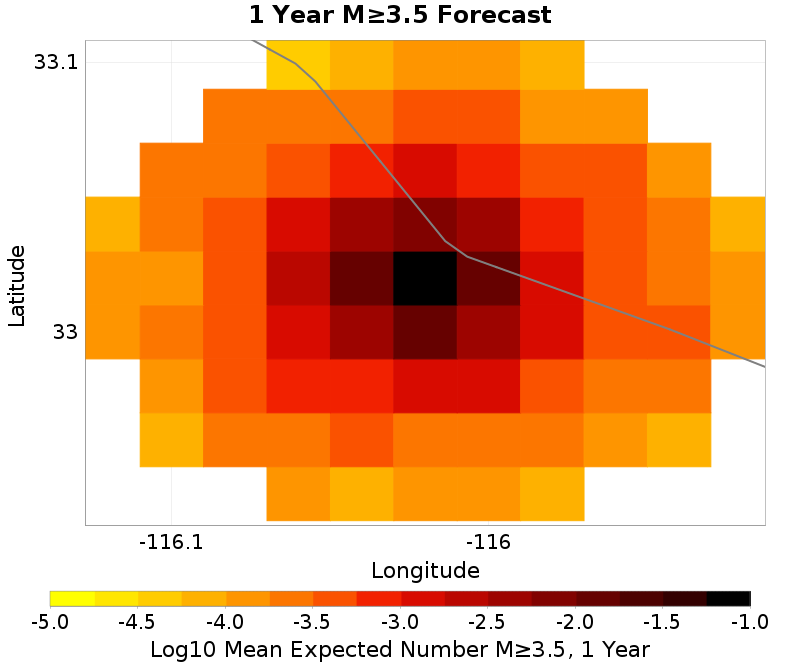 1 Year M≥3.5 Forecast
33.1
33
Latitude
-116.1 -116
Longitude
-5.0 -4.5 -4.0 -3.5 -3.0 -2.5 -2.0 -1.5 -1.0
Log10 Mean Expected Number M≥3.5, 1 Year